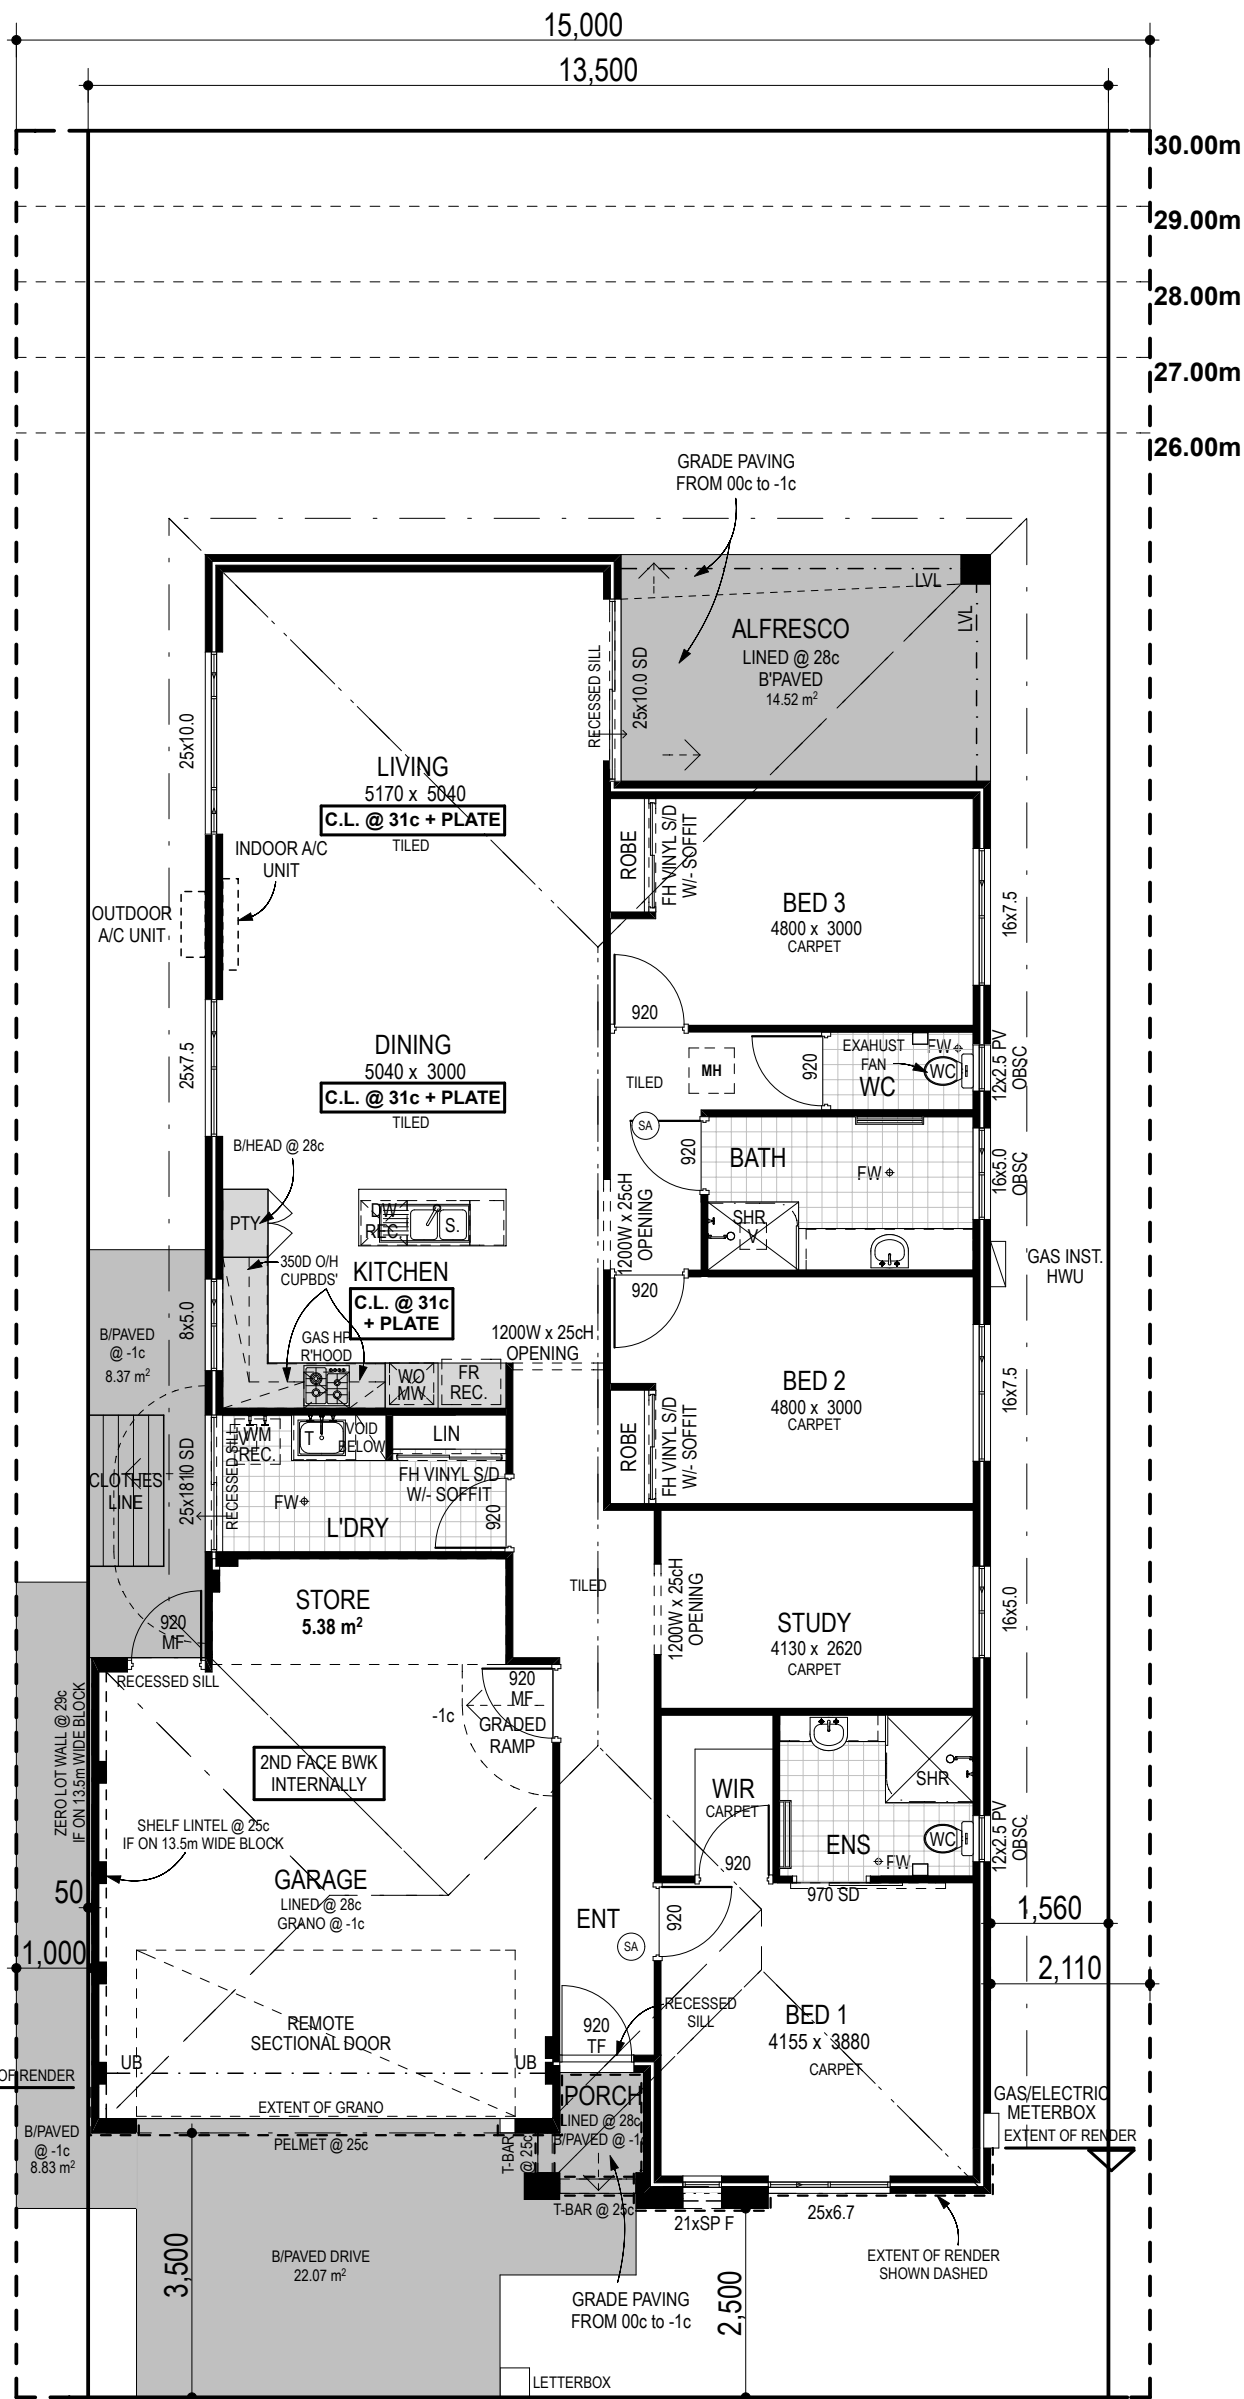 15,000
13,500
30.00m
29.00m
28.00m
27.00m
26.00m
GRADE PAVING
FROM 00c to -1c
LVL
LVL
ALFRESCO
LINED @ 28c
B'PAVED
14.52 m²
RECESSED SILL
25x10.0 SD
25x10.0
LIVING
5170 x 5040
C.L. @ 31c + PLATE
TILED
INDOOR A/C
UNIT
OUTDOOR
A/C UNIT
ROBE
FH VINYL S/D
W/- SOFFIT
BED 3
4800 x 3000
CARPET
16x7.5
920
25x7.5
DINING
5040 x 3000
C.L. @ 31c + PLATE
TILED
TILED
MH
920
EXAHUST
FAN
FW
WC
WC
12x2.5 PV
OBSC
SA
920
BATH
FW
16x5.0
OBSC
B/HEAD @ 28c
PTY
DW
REC.
S.
1200W x 25cH
OPENING
SHR
V
350D O/H
CUPBDS'
KITCHEN
C.L. @ 31c
+ PLATE
GAS HP
R'HOOD
1200W x 25cH
OPENING
920
GAS INST.
HWU
B/PAVED
@ -1c
8.37 m²
8x5.0
WO
MW
FR
REC.
BED 2
4800 x 3000
CARPET
16x7.5
ROBE
FH VINYL S/D
W/- SOFFIT
WM
REC.
T
VOID
BELOW
LIN
FH VINYL S/D
W/- SOFFIT
CLOTHES
LINE
25x1810 SD
RECESSED SILL
FW
L'DRY
920
STORE
5.38 m²
TILED
1200W x 25cH
OPENING
STUDY
4130 x 2620
CARPET
16x5.0
920
MF
RECESSED SILL
920
MF
-1c
GRADED
RAMP
ZERO LOT WALL @ 29c
IF ON 13.5m WIDE BLOCK
2ND FACE BWK
INTERNALLY
SHELF LINTEL @ 25c
IF ON 13.5m WIDE BLOCK
WIR
CARPET
920
SHR
ENS
WC
FW
12x2.5 PV
OBSC
970 SD
50
GARAGE
LINED @ 28c
GRANO @ -1c
ENT
920
SA
1,560
1,000
2,110
REMOTE
SECTIONAL DOOR
920
TF
RECESSED
SILL
BED 1
4155 x 3880
CARPET
UB
UB
OF RENDER
EXTENT OF GRANO
PORCH
LINED @ 28c
B/PAVED @ -1
GAS/ELECTRIC
METERBOX
EXTENT OF RENDER
B/PAVED
@ -1c
8.83 m²
PELMET @ 25c
T-BAR
@ 25c
T-BAR @ 25c
21xSP F
25x6.7
3,500
B/PAVED DRIVE
22.07 m²
GRADE PAVING
FROM 00c to -1c
2,500
EXTENT OF RENDER
SHOWN DASHED
LETTERBOX